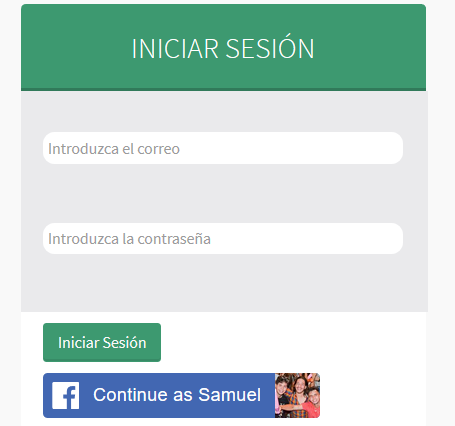 INICIAR SESIÓN
Introduzca el correo
Introduzca la contraseña
Iniciar Sesión
Continue as Samuel